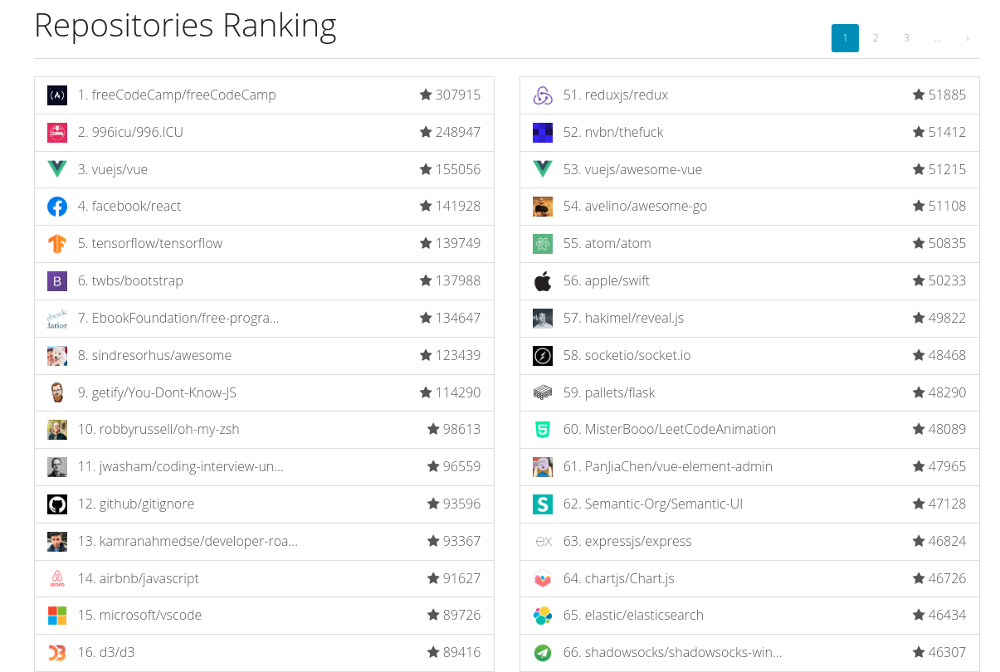 Repositories Ranking
1 2 3 ... ›
1. freeCodeCamp/freeCodeCamp 307915
2. 996icu/996.ICU 248947
3. vuejs/vue 155056
4. facebook/react 141928
5. tensorflow/tensorflow 139749
6. twbs/bootstrap 137988
7. EbookFoundation/free-progra... 134647
8. sindresorhus/awesome 123439
9. getify/You-Dont-Know-JS 114290
10. robbyrussell/oh-my-zsh 98613
11. jwasham/coding-interview-un... 96559
12. github/gitignore 93596
13. kamranahmedse/developer-roa... 93367
14. airbnb/javascript 91627
15. microsoft/vscode 89726
16. d3/d3 89416
51. reduxjs/redux 51885
52. nvbn/thefuck 51412
53. vuejs/awesome-vue 51215
54. avelino/awesome-go 51108
55. atom/atom 50835
56. apple/swift 50233
57. hakimel/reveal.js 49822
58. socketio/socket.io 48468
59. pallets/flask 48290
60. MisterBooo/LeetCodeAnimation 48089
61. PanJiaChen/vue-element-admin 47965
62. Semantic-Org/Semantic-UI 47128
63. expressjs/express 46824
64. chartjs/Chart.js 46726
65. elastic/elasticsearch 46434
66. shadowsocks/shadowsocks-win... 46307